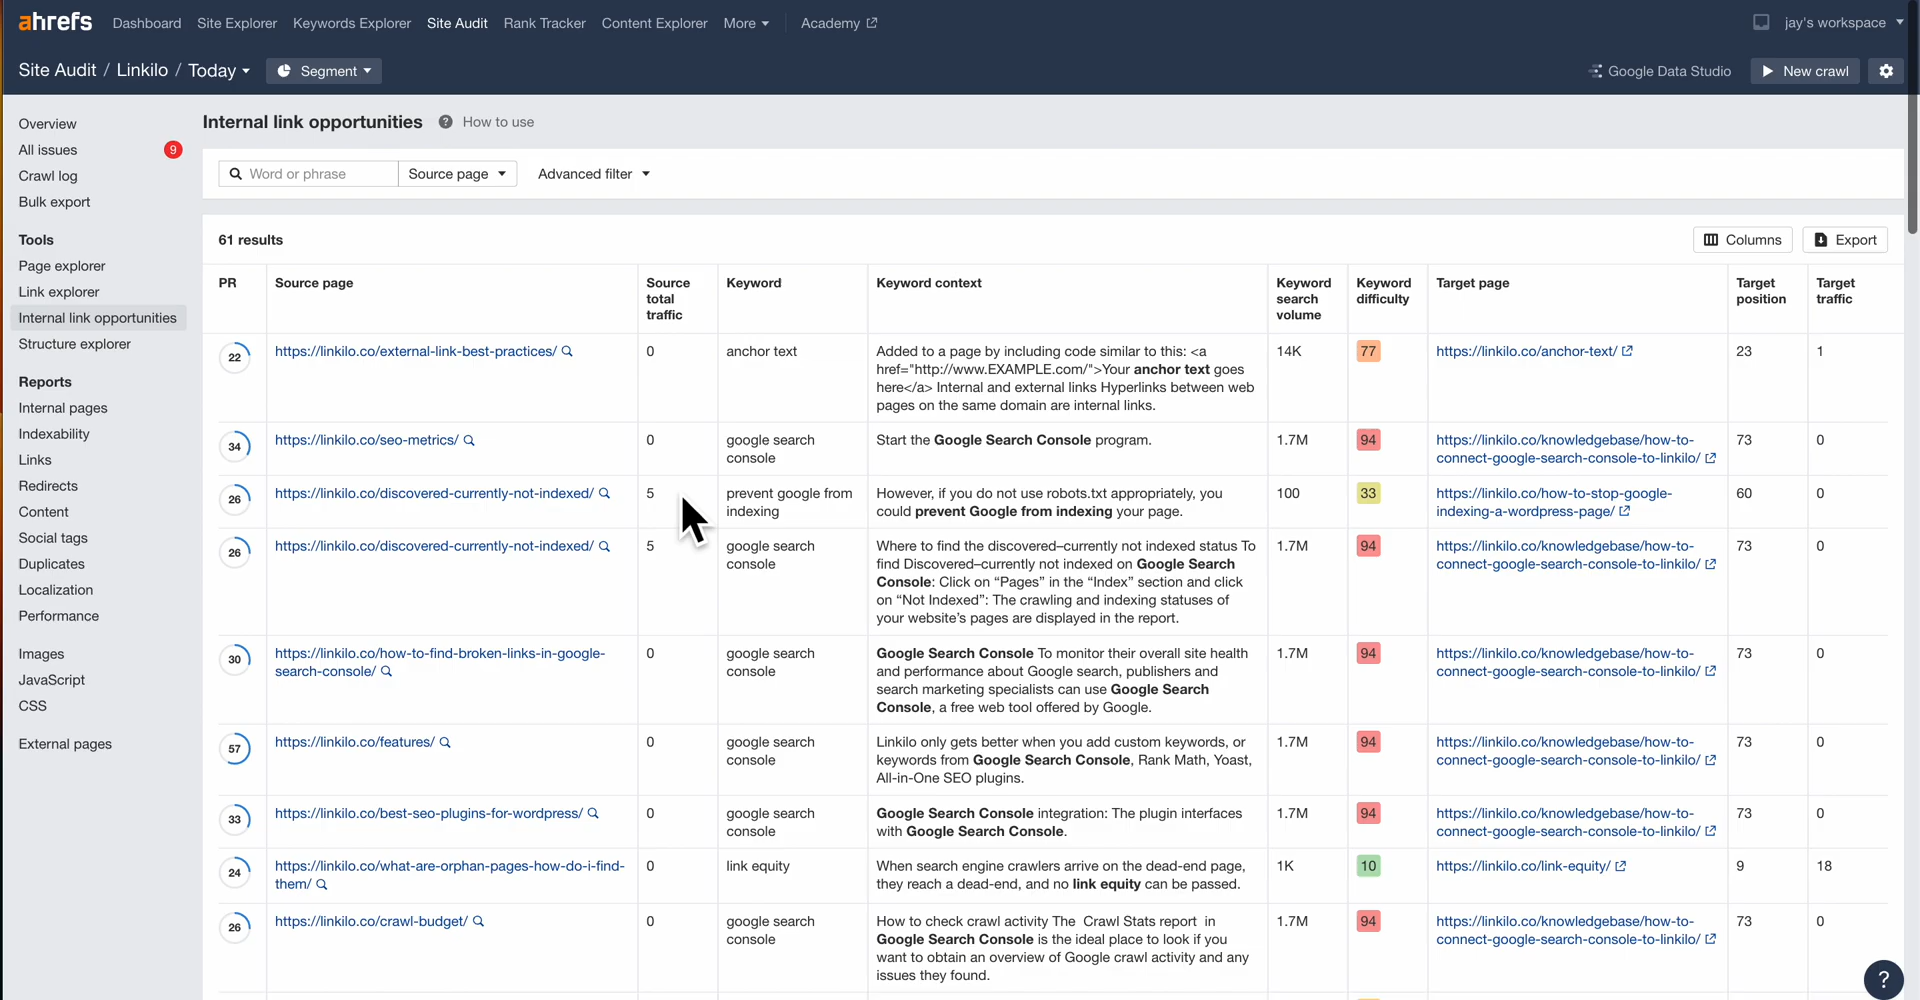 ahrefs Dashboard Site Explorer Keywords Explorer Site Audit Rank Tracker Content Explorer More Academy jay's workspace
Site Audit / Linkilo / Today Segment Google Data Studio New crawl
Overview
All issues 9
Crawl log
Bulk export
Tools
Page explorer
Link explorer
Internal link opportunities
Structure explorer
Reports
Internal pages
Indexability
Links
Redirects
Content
Social tags
Duplicates
Localization
Performance
Images
JavaScript
CSS
External pages
Internal link opportunities ? How to use
Word or phrase Source page Advanced filter
61 results Columns Export
PR Source page Source total traffic Keyword Keyword context Keyword search volume Keyword difficulty Target page Target position Target traffic
22 https://linkilo.co/external-link-best-practices/ 0 anchor text Added to a page by including code similar to this: <a 14K 77 https://linkilo.co/anchor-text/ 23 1
href="http://www.EXAMPLE.com/">Your anchor text goes
here</a> Internal and external links Hyperlinks between web
pages on the same domain are internal links.
34 https://linkilo.co/seo-metrics/ 0 google search Start the Google Search Console program. 1.7M 94 https://linkilo.co/knowledgebase/how-to- 73 0
console connect-google-search-console-to-linkilo/
26 https://linkilo.co/discovered-currently-not-indexed/ 5 prevent google from However, if you do not use robots.txt appropriately, you 100 33 https://linkilo.co/how-to-stop-google- 60 0
indexing could prevent Google from indexing your page. indexing-a-wordpress-page/
26 https://linkilo.co/discovered-currently-not-indexed/ 5 google search Where to find the discovered–currently not indexed status To 1.7M 94 https://linkilo.co/knowledgebase/how-to- 73 0
console find Discovered–currently not indexed on Google Search connect-google-search-console-to-linkilo/
Console: Click on “Pages” in the “Index” section and click
on “Not Indexed”: The crawling and indexing statuses of
your website’s pages are displayed in the report.
30 https://linkilo.co/how-to-find-broken-links-in-google- 0 google search Google Search Console To monitor their overall site health 1.7M 94 https://linkilo.co/knowledgebase/how-to- 73 0
search-console/ console and performance about Google search, publishers and connect-google-search-console-to-linkilo/
search marketing specialists can use Google Search
Console, a free web tool offered by Google.
57 https://linkilo.co/features/ 0 google search Linkilo only gets better when you add custom keywords, or 1.7M 94 https://linkilo.co/knowledgebase/how-to- 73 0
console keywords from Google Search Console, Rank Math, Yoast, connect-google-search-console-to-linkilo/
All-in-One SEO plugins.
33 https://linkilo.co/best-seo-plugins-for-wordpress/ 0 google search Google Search Console integration: The plugin interfaces 1.7M 94 https://linkilo.co/knowledgebase/how-to- 73 0
console with Google Search Console. connect-google-search-console-to-linkilo/
24 https://linkilo.co/what-are-orphan-pages-how-do-i-find- 0 link equity When search engine crawlers arrive on the dead-end page, 1K 10 https://linkilo.co/link-equity/ 9 18
them/ they reach a dead-end, and no link equity can be passed.
26 https://linkilo.co/crawl-budget/ 0 google search How to check crawl activity The Crawl Stats report in 1.7M 94 https://linkilo.co/knowledgebase/how-to- 73 0
console Google Search Console is the ideal place to look if you connect-google-search-console-to-linkilo/
want to obtain an overview of Google crawl activity and any
issues they found.
?